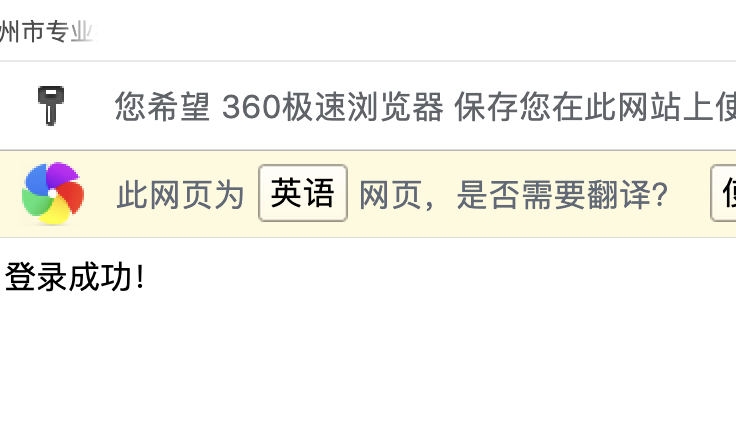 州市专业
您希望 360极速浏览器 保存您在此网站上使
此网页为 英语 网页，是否需要翻译？
登录成功！